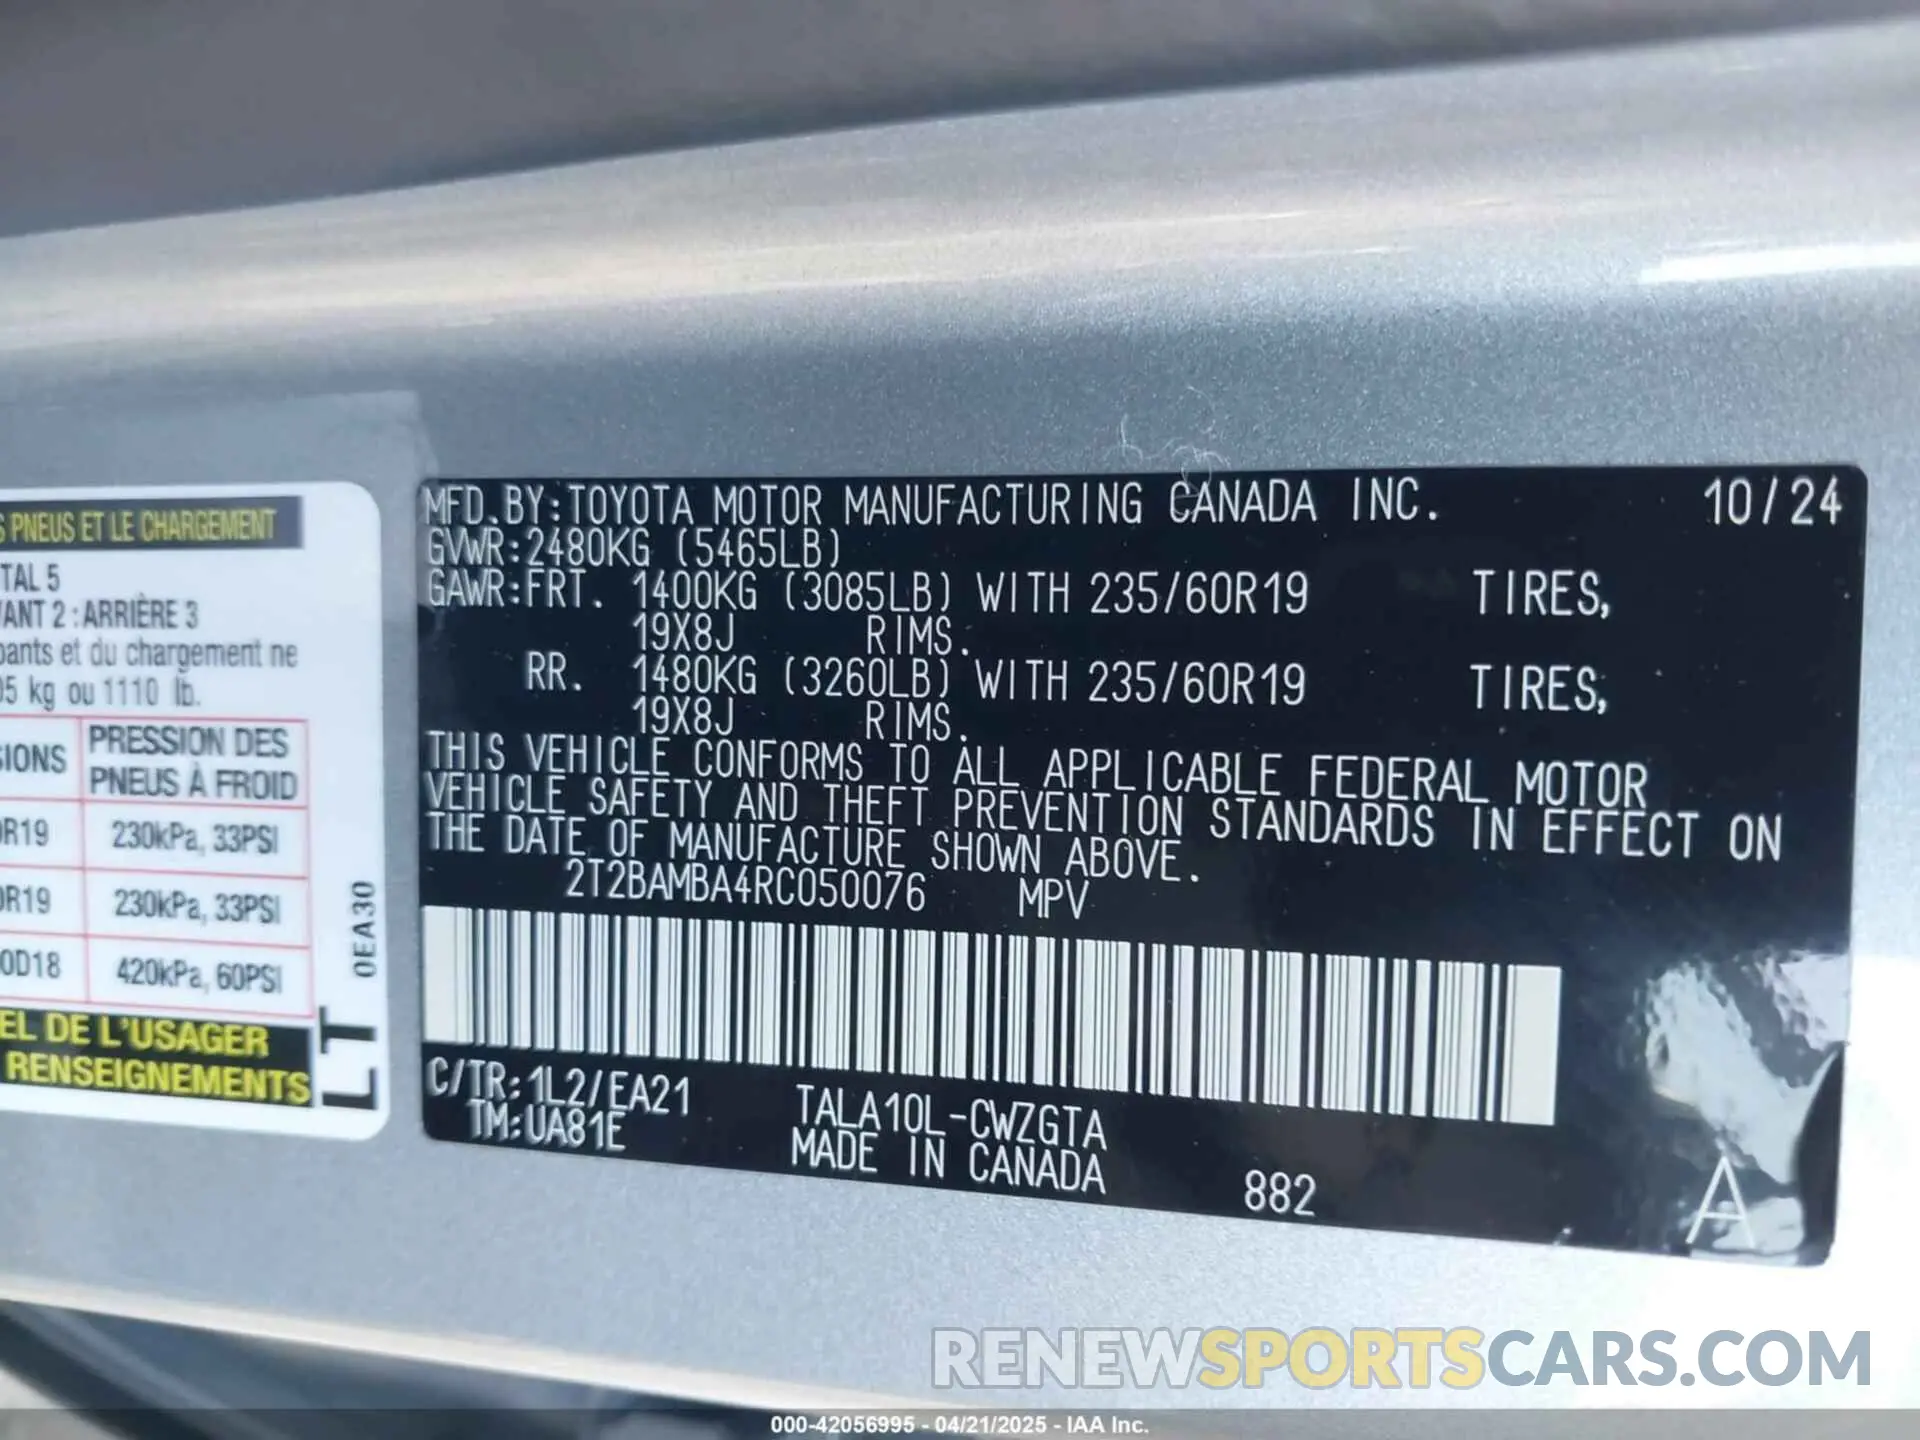 MFD.BY:TOYOTA MOTOR MANUFACTURING CANADA INC. 10/24
GVWR:2480KG (5465LB)
GAWR:FRT. 1400KG (3085LB) WITH 235/60R19 TIRES,
19X8J RIMS.
RR. 1480KG (3260LB) WITH 235/60R19 TIRES,
19X8J RIMS.
THIS VEHICLE CONFORMS TO ALL APPLICABLE FEDERAL MOTOR
VEHICLE SAFETY AND THEFT PREVENTION STANDARDS IN EFFECT ON
THE DATE OF MANUFACTURE SHOWN ABOVE.
2T2BAMBA4RC050076 MPV
C/TR:1L2/EA21 TALA10L-CWZGTA
TM:UA81E MADE IN CANADA
882
A
PNEUS ET LE CHARGEMENT
TAL 5
VANT 2 : ARRIÈRE 3
pants et du chargement ne
05 kg ou 1110 lb.
SIONS PRESSION DES
PNEUS À FROID
0R19 230kPa, 33PSI
0R19 230kPa, 33PSI
0D18 420kPa, 60PSI
EL DE L'USAGER
RENSEIGNEMENTS
0EA30
LT
RENEWSPORTSCARS.COM
000-42056995 - 04/21/2025 - IAA Inc.